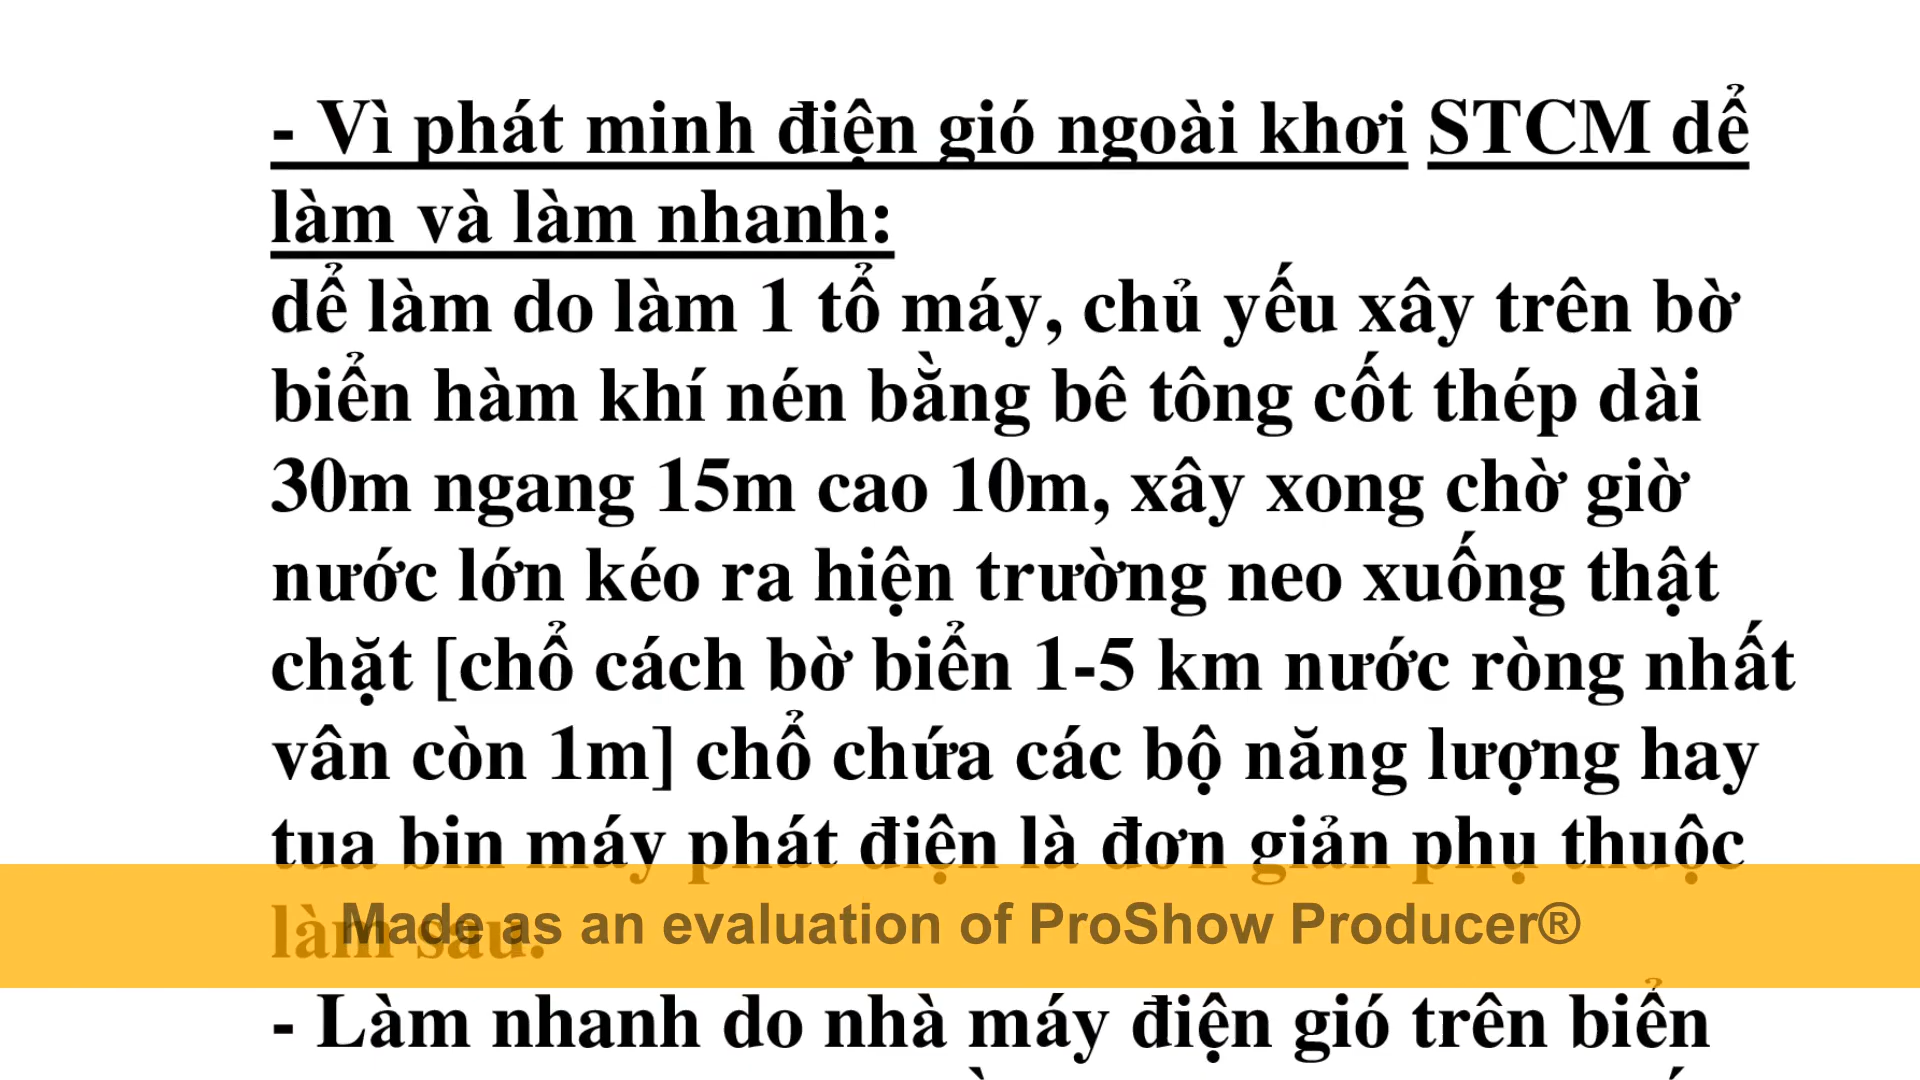 - Vì phát minh điện gió ngoài khơi STCM dể
làm và làm nhanh:
dể làm do làm 1 tổ máy, chủ yếu xây trên bờ
biển hàm khí nén bằng bê tông cốt thép dài
30m ngang 15m cao 10m, xây xong chờ giờ
nước lớn kéo ra hiện trường neo xuống thật
chặt [chổ cách bờ biển 1-5 km nước ròng nhất
vân còn 1m] chổ chứa các bộ năng lượng hay
tua bin máy phát điện là đơn giản phụ thuộc
làm sau.
Made as an evaluation of ProShow Producer®
- Làm nhanh do nhà máy điện gió trên biển